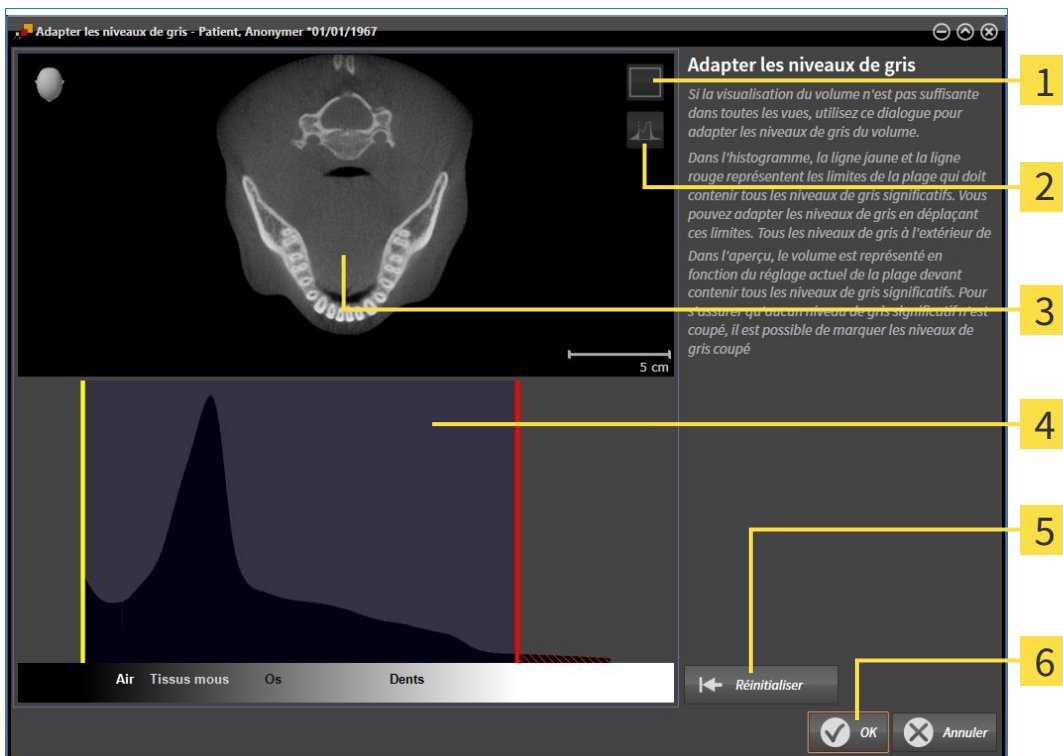 Adapter les niveaux de gris - Patient, Anonymer *01/01/1967
Adapter les niveaux de gris
Si la visualisation du volume n'est pas suffisante
dans toutes les vues, utilisez ce dialogue pour
adapter les niveaux de gris du volume.
Dans l'histogramme, la ligne jaune et la ligne
rouge représentent les limites de la plage qui doit
contenir tous les niveaux de gris significatifs. Vous
pouvez adapter les niveaux de gris en déplaçant
ces limites. Tous les niveaux de gris à l'extérieur de
Dans l'aperçu, le volume est représenté en
fonction du réglage actuel de la plage devant
contenir tous les niveaux de gris significatifs. Pour
s'assurer qu'aucun niveau de gris significatif n'est
coupé, il est possible de marquer les niveaux de
gris coupé
5 cm
Air Tissus mous Os Dents
Réinitialiser
OK Annuler
1
2
3
4
5
6